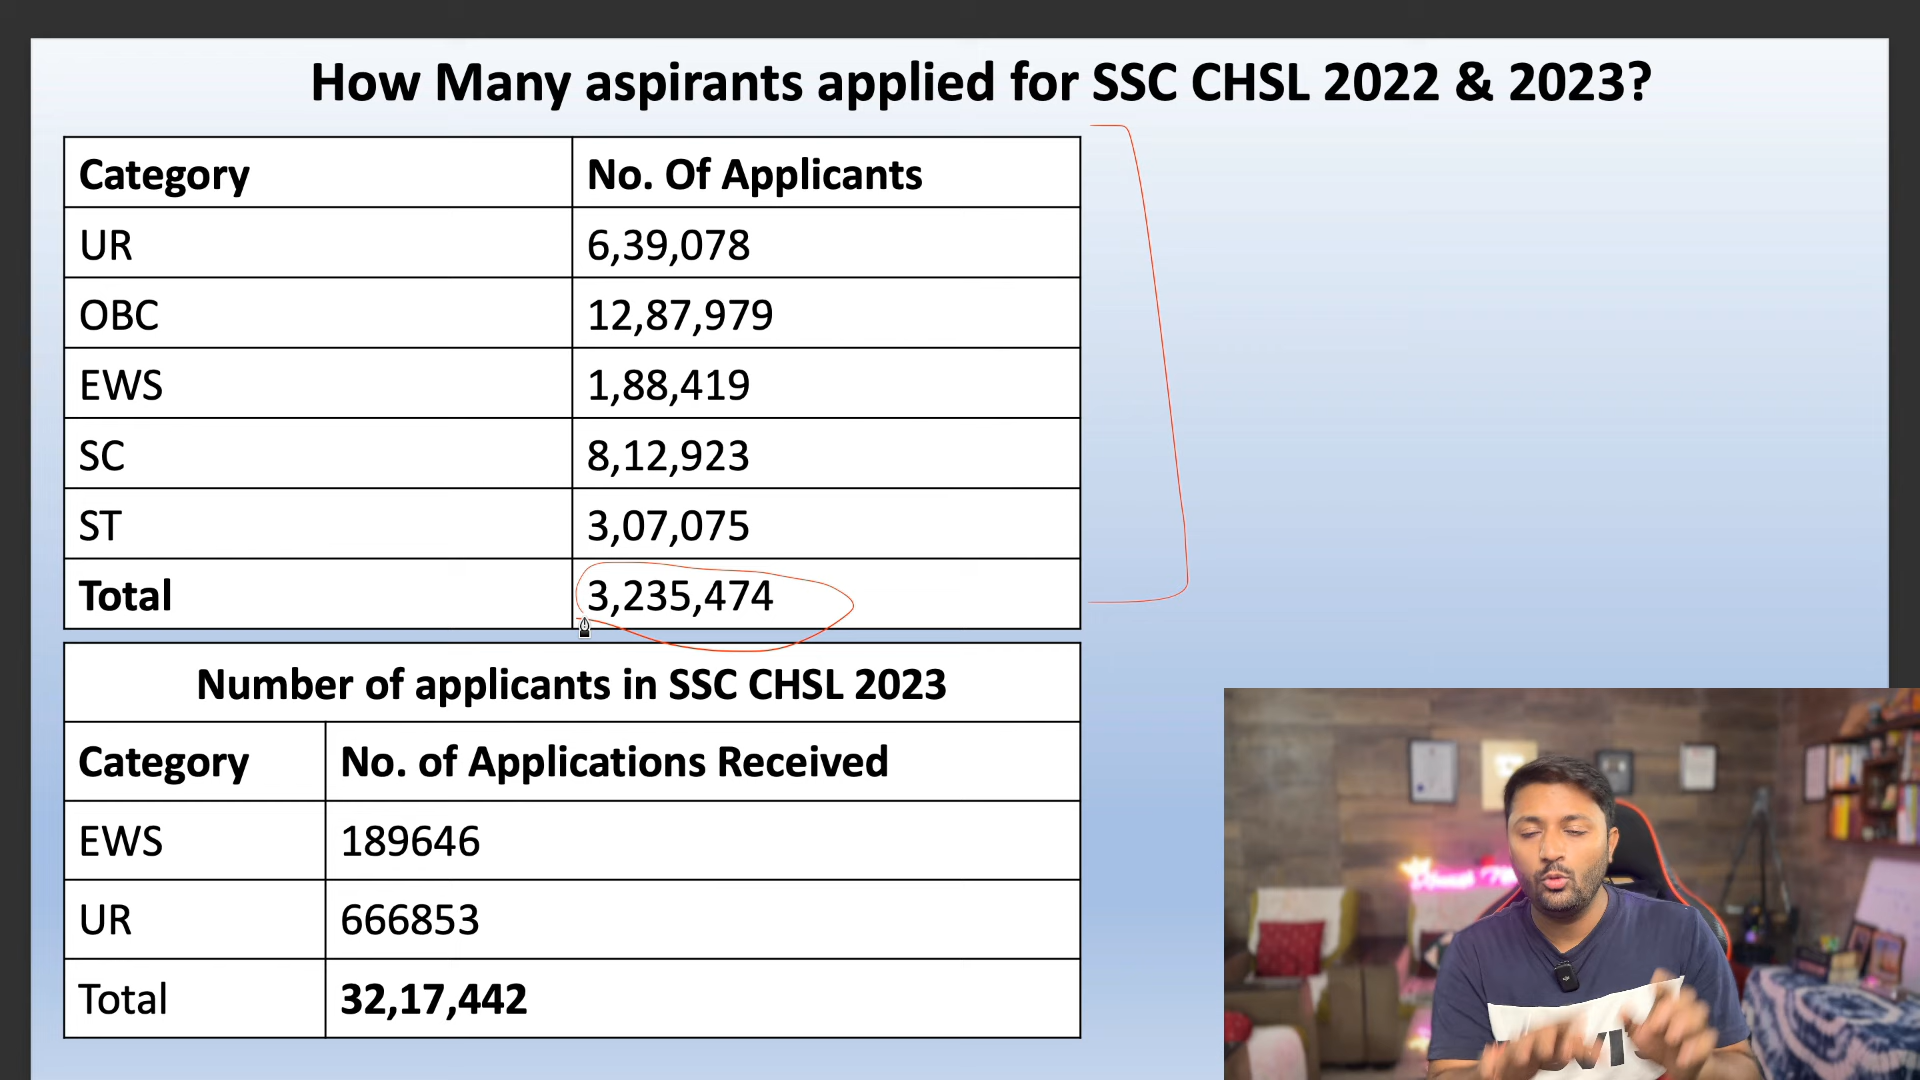 How Many aspirants applied for SSC CHSL 2022 & 2023?
Category No. Of Applicants
UR 6,39,078
OBC 12,87,979
EWS 1,88,419
SC 8,12,923
ST 3,07,075
Total 3,235,474
Number of applicants in SSC CHSL 2023
Category No. of Applications Received
EWS 189646
UR 666853
Total 32,17,442